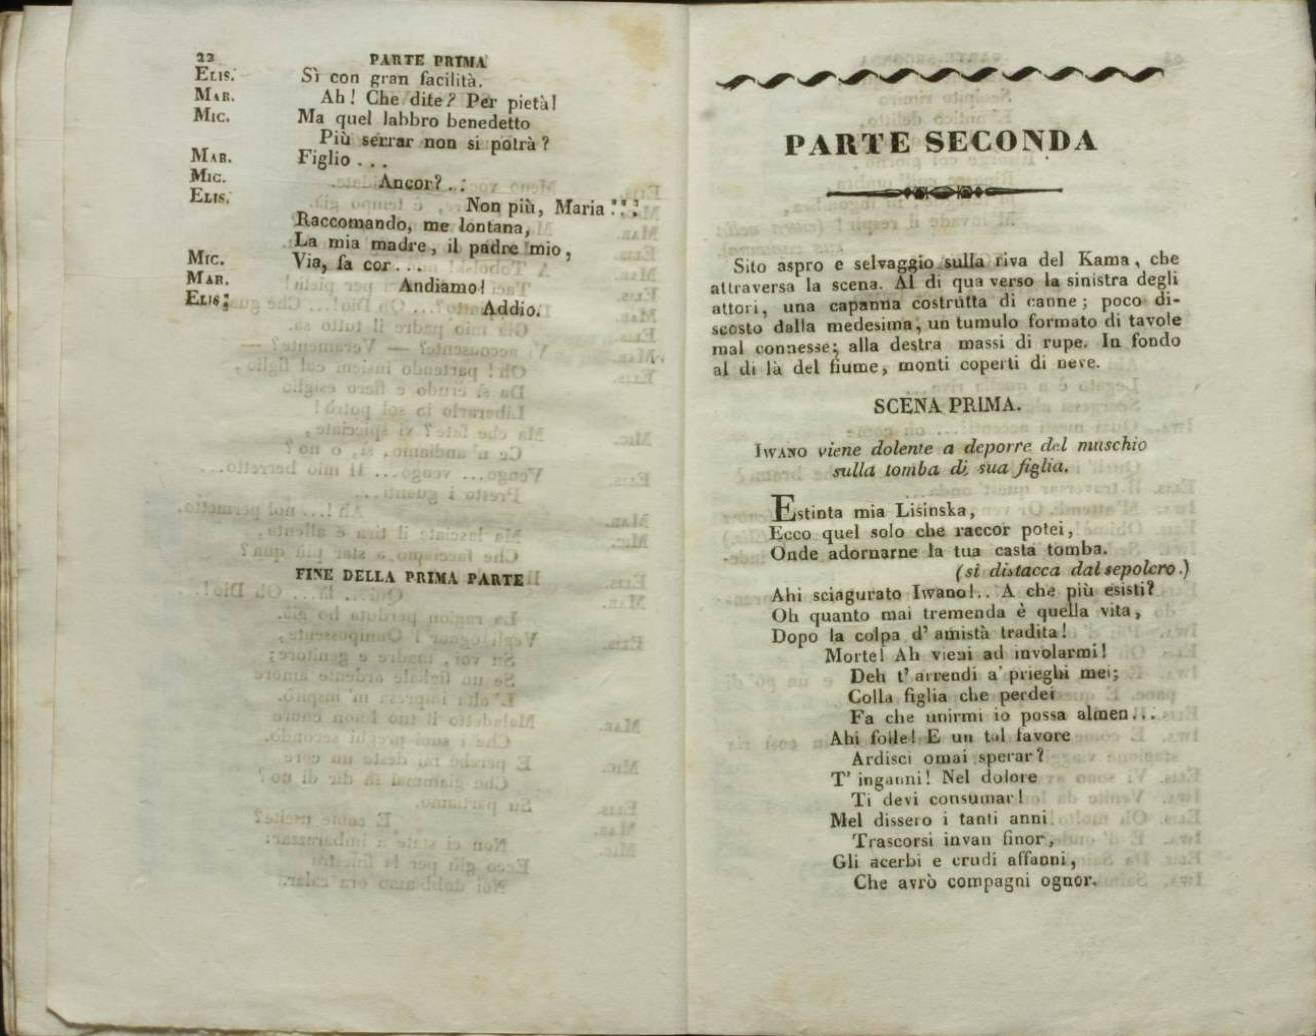 22 PARTE PRIMA
ELIS. Sì con gran facilità.
MAR. Ah! Che dite? Per pietà!
MIC. Ma quel labbro benedetto
Più serrar non si potrà?
MAR. Figlio . . .
MIC. Ancor? . .
ELIS. Non più, Maria
Raccomando, me lontana,
La mia madre, il padre mio,
MIC. Via, fa cor . . .
MAR. Andiamo!
ELIS. Addio.
FINE DELLA PRIMA PARTE
PARTE SECONDA
Sito aspro e selvaggio sulla riva del Kama, che
attraversa la scena. Al di qua verso la sinistra degli
attori, una capanna costrutta di canne; poco di-
scosto dalla medesima, un tumulo formato di tavole
mal connesse; alla destra massi di rupe. In fondo
al di là del fiume, monti coperti di neve.
SCENA PRIMA.
IWANO viene dolente a deporre del muschio
sulla tomba di sua figlia.
Estinta mia Lisinska,
Ecco quel solo che raccor potei,
Onde adornarne la tua casta tomba.
(si distacca dal sepolcro.)
Ahi sciagurato Iwano!.. A che più esisti?
Oh quanto mai tremenda è quella vita,
Dopo la colpa d' amistà tradita!
Morte! Ah vieni ad involarmi!
Deh t' arrendi a' prieghi mei;
Colla figlia che perdei
Fa che unirmi io possa almen...
Ahi folle! E un tal favore
Ardisci omai sperar?
T' inganni! Nel dolore
Ti devi consumar!
Mel dissero i tanti anni
Trascorsi invan finor,
Gli acerbi e crudi affanni,
Che avrò compagni ognor.